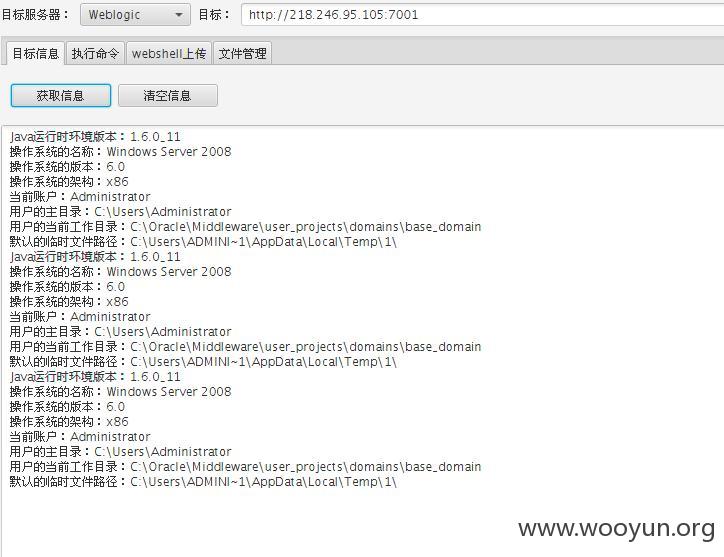 目标服务器： Weblogic 目标： http://218.246.95.105:7001
目标信息 执行命令 webshell上传 文件管理
获取信息 清空信息
Java运行时环境版本：1.6.0_11
操作系统的名称：Windows Server 2008
操作系统的版本：6.0
操作系统的架构：x86
当前账户：Administrator
用户的主目录：C:\Users\Administrator
用户的当前工作目录：C:\Oracle\Middleware\user_projects\domains\base_domain
默认的临时文件路径：C:\Users\ADMINI~1\AppData\Local\Temp\1\
Java运行时环境版本：1.6.0_11
操作系统的名称：Windows Server 2008
操作系统的版本：6.0
操作系统的架构：x86
当前账户：Administrator
用户的主目录：C:\Users\Administrator
用户的当前工作目录：C:\Oracle\Middleware\user_projects\domains\base_domain
默认的临时文件路径：C:\Users\ADMINI~1\AppData\Local\Temp\1\
Java运行时环境版本：1.6.0_11
操作系统的名称：Windows Server 2008
操作系统的版本：6.0
操作系统的架构：x86
当前账户：Administrator
用户的主目录：C:\Users\Administrator
用户的当前工作目录：C:\Oracle\Middleware\user_projects\domains\base_domain
默认的临时文件路径：C:\Users\ADMINI~1\AppData\Local\Temp\1\
www.wooyun.org